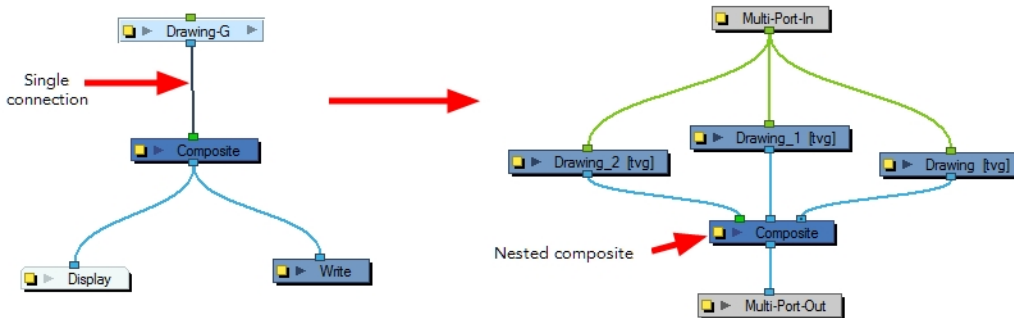 Drawing-G
Multi-Port-In
Single
connection
Composite
Drawing_2 [tvg]
Drawing_1 [tvg]
Drawing [tvg]
Composite
Nested composite
Display
Write
Multi-Port-Out